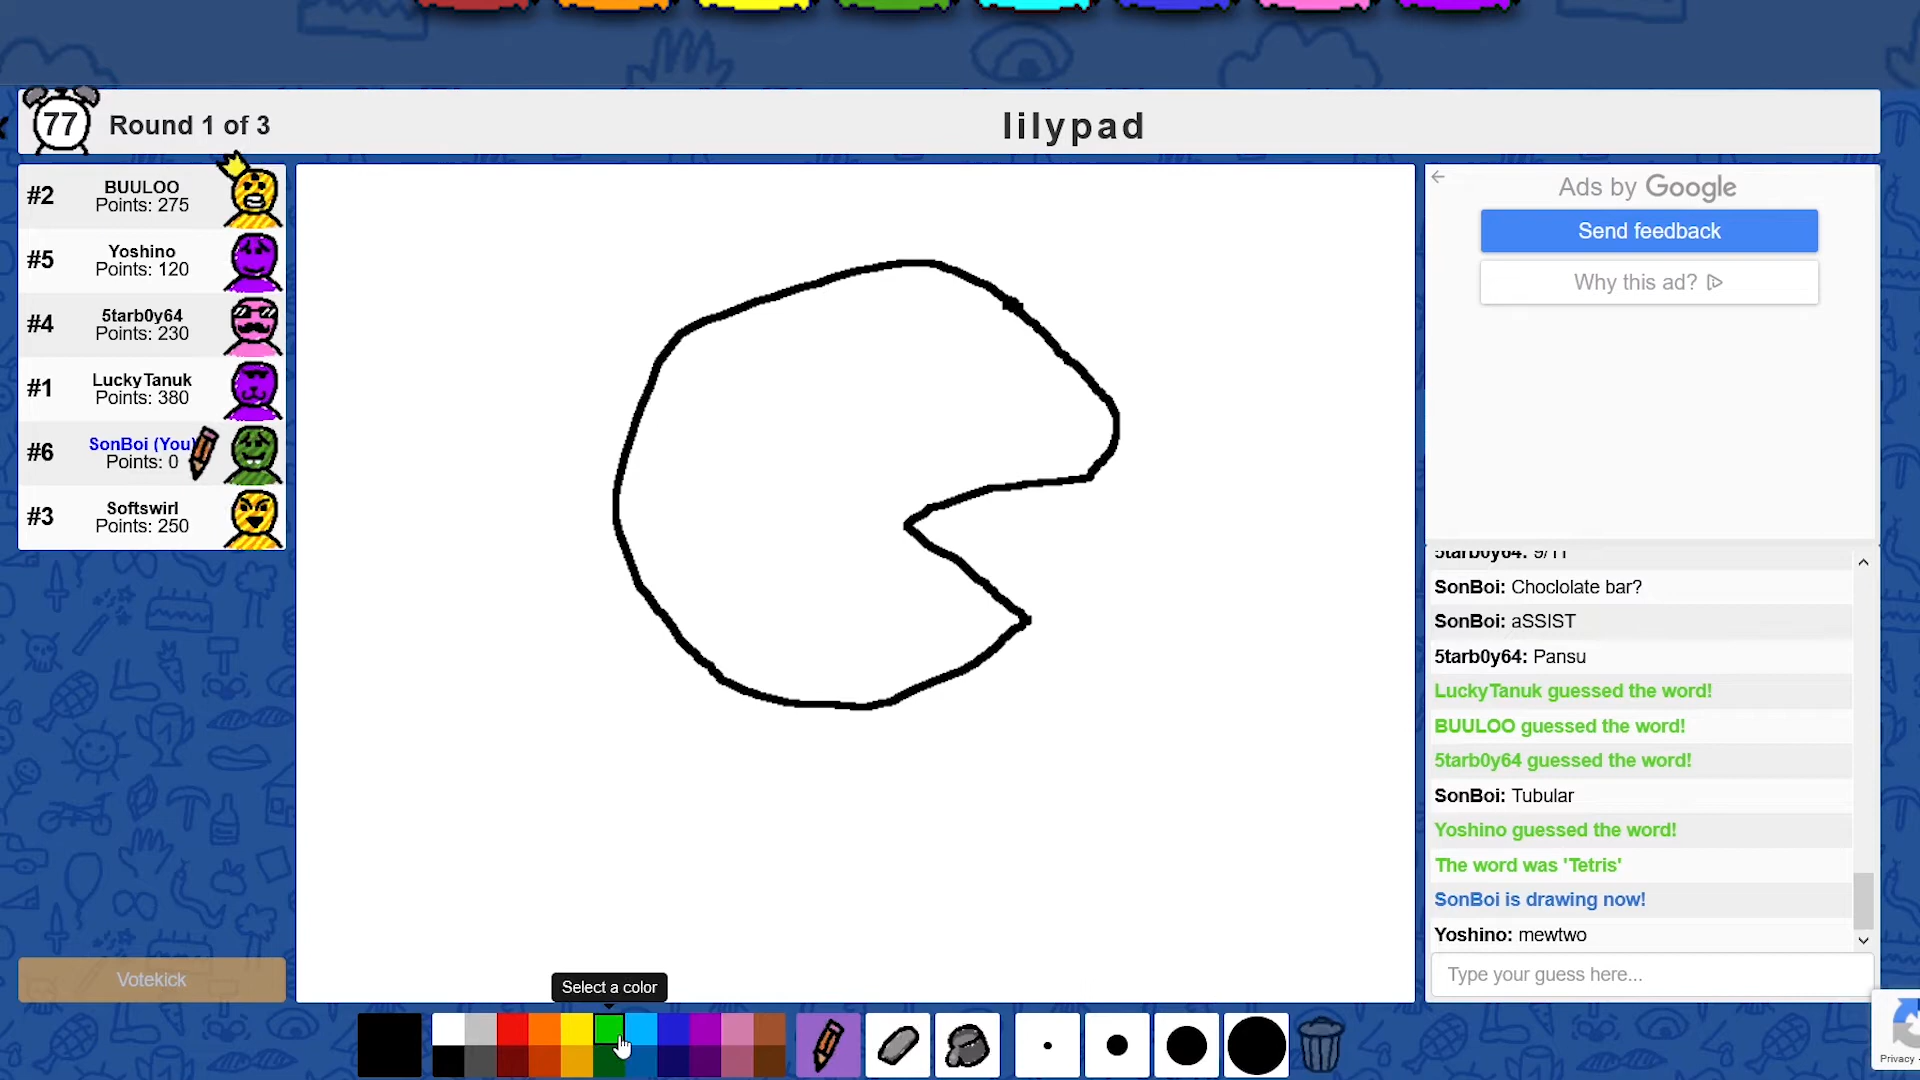 77
Round 1 of 3
lilypad
#2
BUULOO
Points: 275
#5
Yoshino
Points: 120
#4
5tarb0y64
Points: 230
#1
LuckyTanuk
Points: 380
#6
SonBoi (You)
Points: 0
#3
Softswirl
Points: 250
Votekick
Ads by Google
Send feedback
Why this ad?
5tarb0y64: 9/11
SonBoi: Choclolate bar?
SonBoi: aSSIST
5tarb0y64: Pansu
LuckyTanuk guessed the word!
BUULOO guessed the word!
5tarb0y64 guessed the word!
SonBoi: Tubular
Yoshino guessed the word!
The word was 'Tetris'
SonBoi is drawing now!
Yoshino: mewtwo
Type your guess here...
Select a color
Privacy -